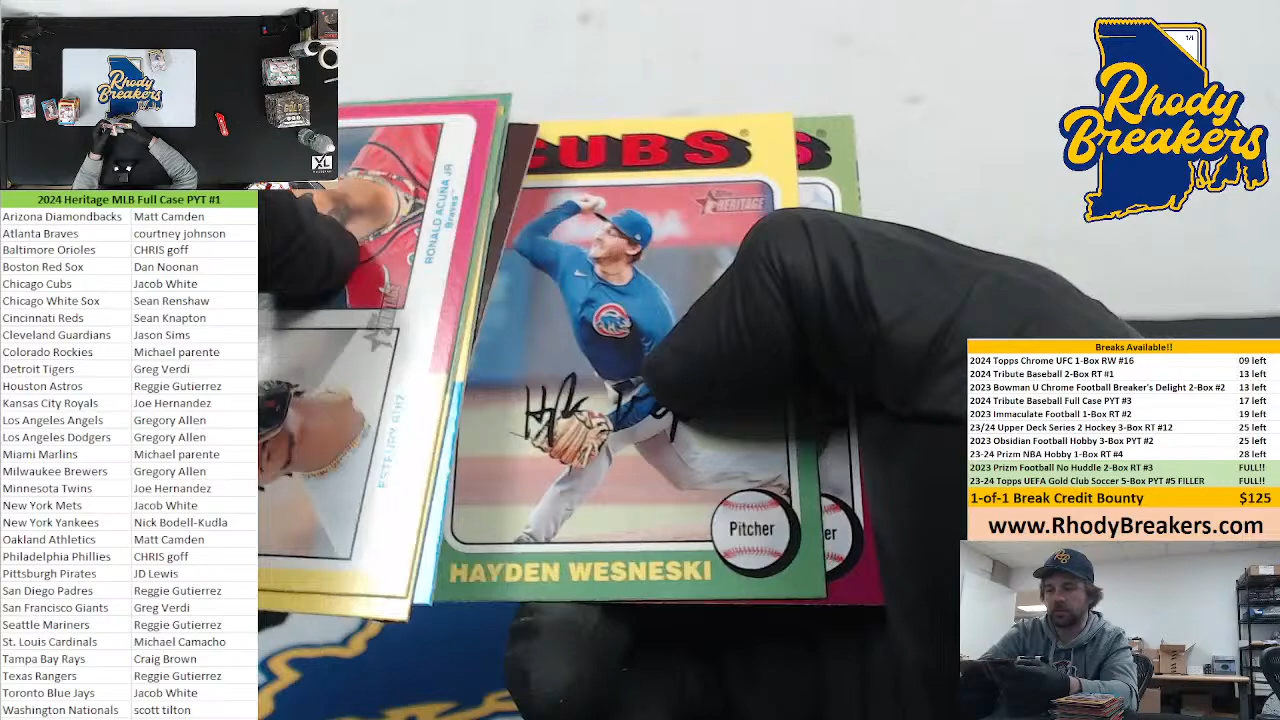 Rhody
Breakers
XL
2024 Heritage MLB Full Case PYT #1
Arizona Diamondbacks Matt Camden
Atlanta Braves courtney johnson
Baltimore Orioles CHRIS goff
Boston Red Sox Dan Noonan
Chicago Cubs Jacob White
Chicago White Sox Sean Renshaw
Cincinnati Reds Sean Knapton
Cleveland Guardians Jason Sims
Colorado Rockies Michael parente
Detroit Tigers Greg Verdi
Houston Astros Reggie Gutierrez
Kansas City Royals Joe Hernandez
Los Angeles Angels Gregory Allen
Los Angeles Dodgers Gregory Allen
Miami Marlins Michael parente
Milwaukee Brewers Gregory Allen
Minnesota Twins Joe Hernandez
New York Mets Jacob White
New York Yankees Nick Bodell-Kudla
Oakland Athletics Matt Camden
Philadelphia Phillies CHRIS goff
Pittsburgh Pirates JD Lewis
San Diego Padres Reggie Gutierrez
San Francisco Giants Greg Verdi
Seattle Mariners Reggie Gutierrez
St. Louis Cardinals Michael Camacho
Tampa Bay Rays Craig Brown
Texas Rangers Reggie Gutierrez
Toronto Blue Jays Jacob White
Washington Nationals scott tilton
RONALD ACUÑA JR
Braves
CUBS
HERITAGE
Pitcher
HAYDEN WESNESKI
1/1
Rhody
Breakers
Breaks Available!!
2024 Topps Chrome UFC 1-Box RW #16 09 left
2024 Tribute Baseball 2-Box RT #1 13 left
2023 Bowman U Chrome Football Breaker's Delight 2-Box #2 13 left
2024 Tribute Baseball Full Case PYT #3 17 left
2023 Immaculate Football 1-Box RT #2 19 left
23/24 Upper Deck Series 2 Hockey 3-Box RT #12 25 left
2023 Obsidian Football Hobby 3-Box PYT #2 25 left
23-24 Prizm NBA Hobby 1-Box RT #4 28 left
2023 Prizm Football No Huddle 2-Box RT #3 FULL!!
23-24 Topps UEFA Gold Club Soccer 5-Box PYT #5 FILLER FULL!!
1-of-1 Break Credit Bounty $125
www.RhodyBreakers.com